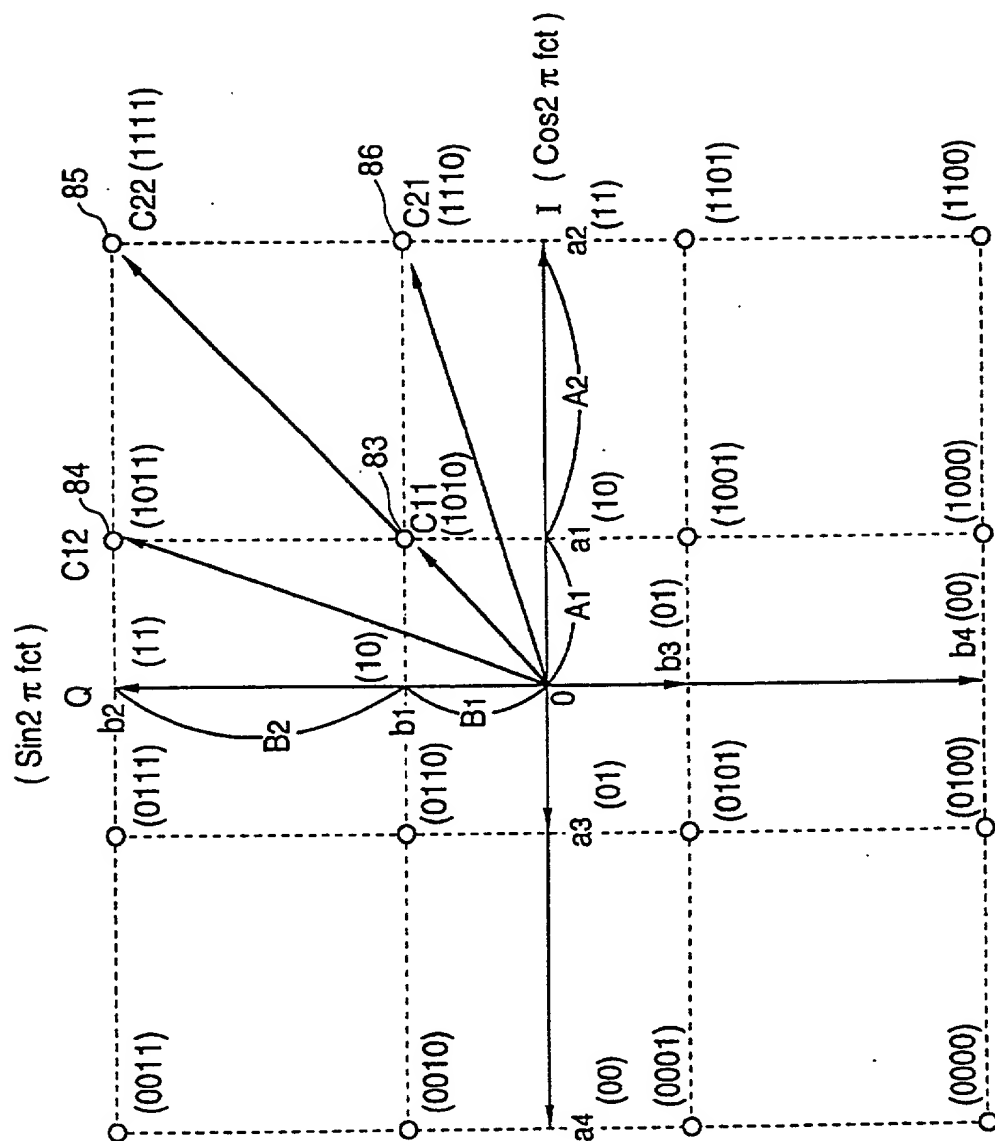 ( Sin2 π fct )
Q
C12
84
85
b2
(11)
(0011)
(0111)
(1011)
C22 (1111)
B2
83
86
(0010)
(0110)
b1
(10)
C11
(1010)
C21
(1110)
B1
I ( Cos2 π fct )
0
A1
A2
a4
(00)
a3
(01)
a1
(10)
a2
(11)
(0001)
(0101)
b3 (01)
(1001)
(1101)
(0000)
(0100)
b4 (00)
(1000)
(1100)